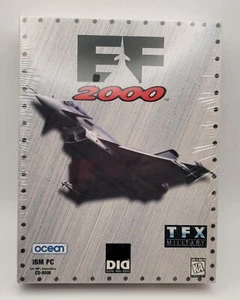 EF
2000
TFX
MILITARY
ocean
IBM PC
CD-ROM
DID